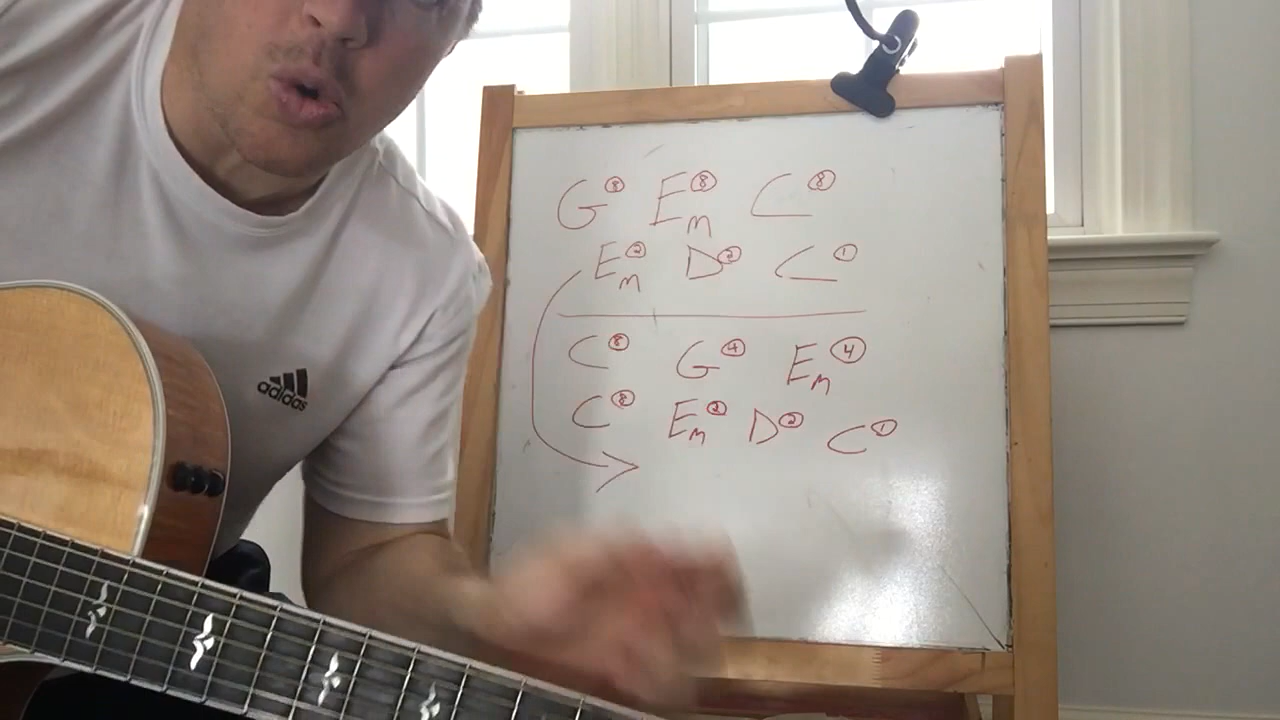 adidas
G⑧ Em⑧ C⑧
Em② D② C①
C⑧ G④ Em④
C⑧ Em② D② C①